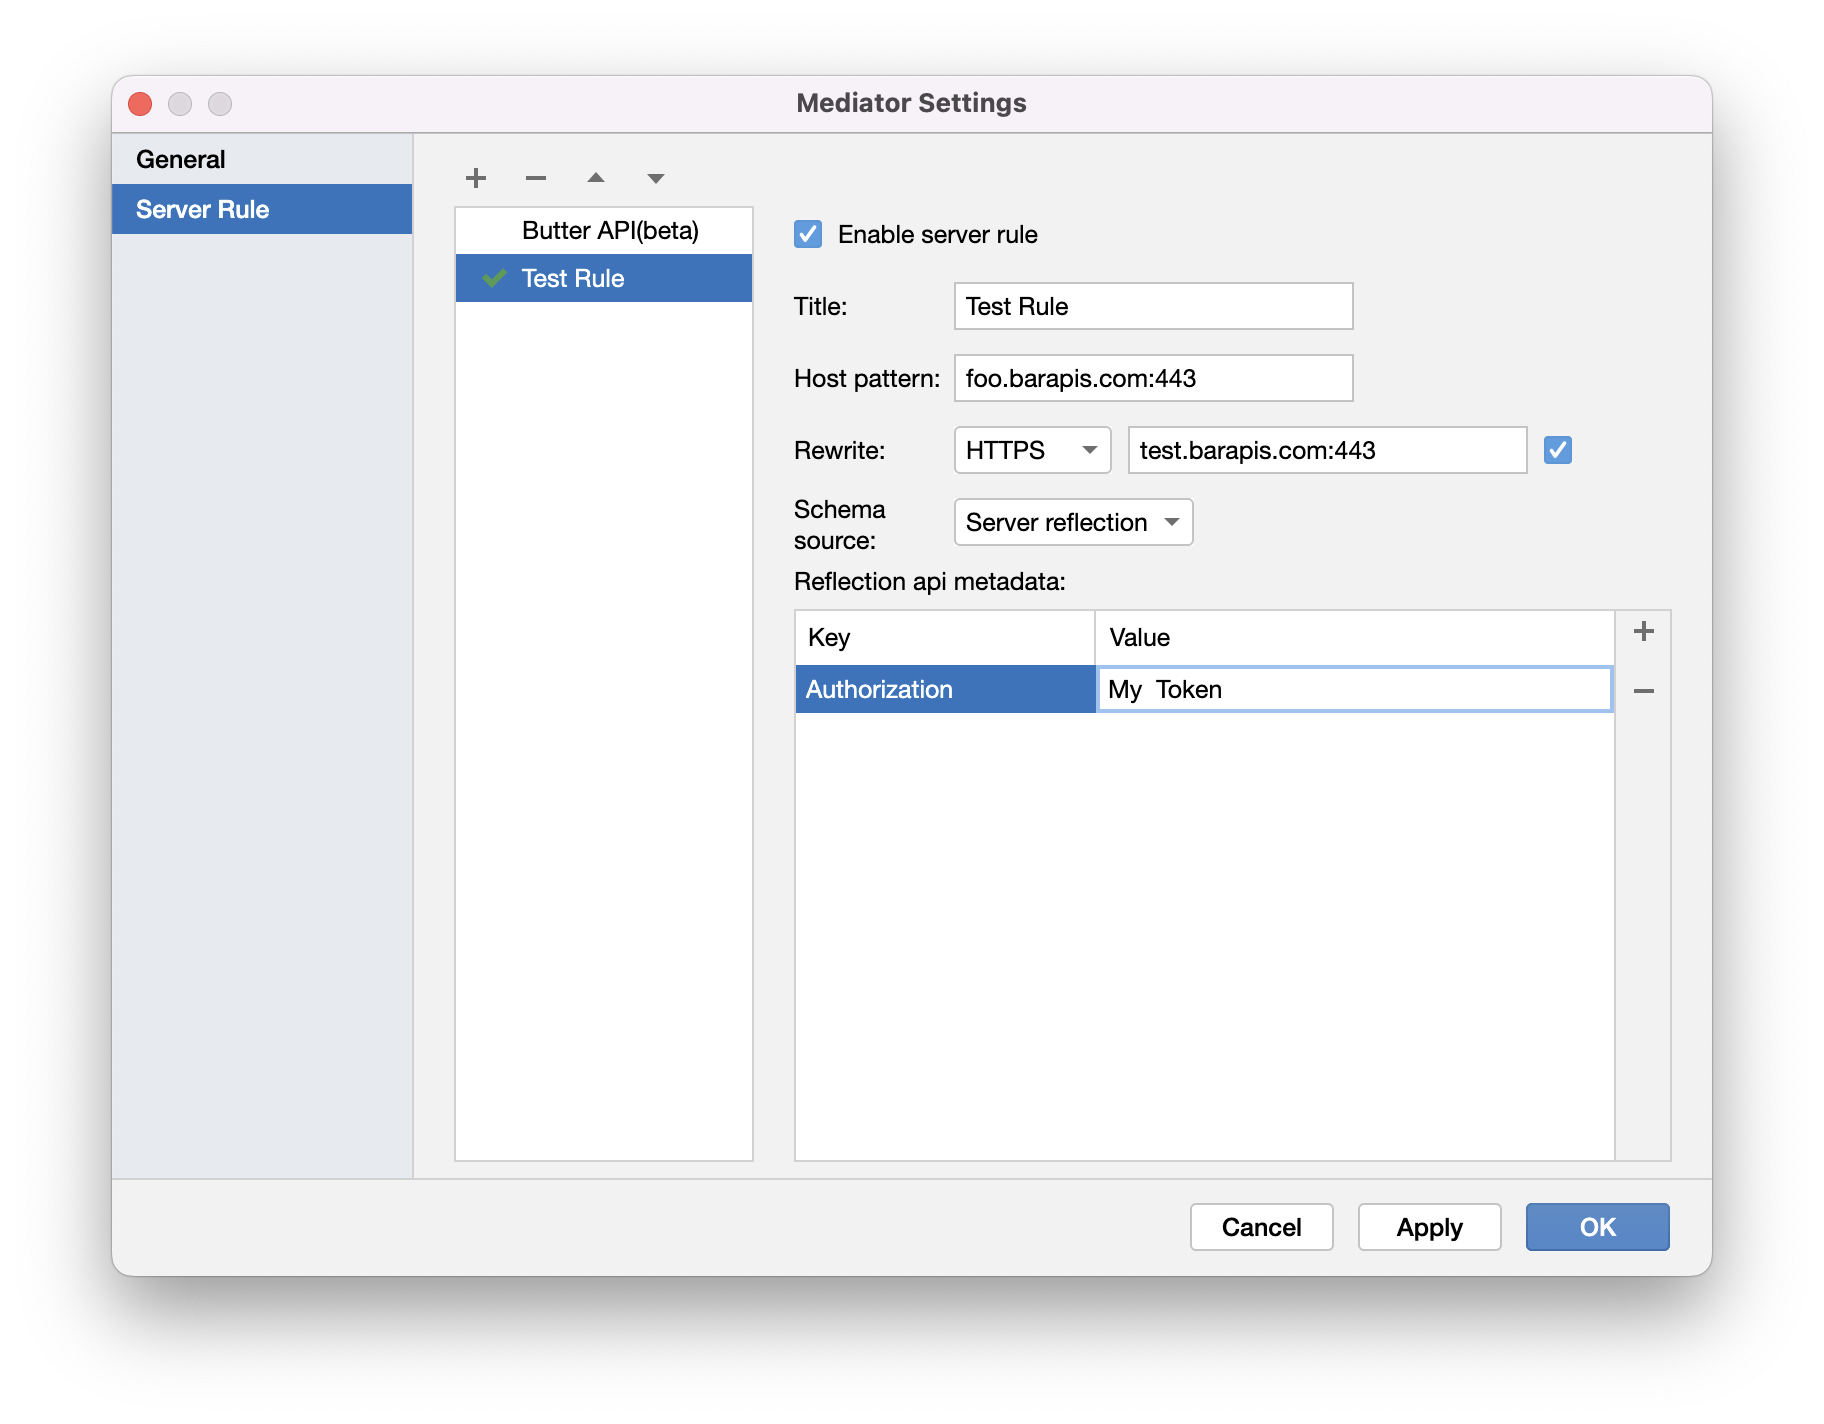 Mediator Settings
General
Server Rule
Butter API(beta)
Test Rule
Enable server rule
Title: Test Rule
Host pattern: foo.barapis.com:443
Rewrite: HTTPS test.barapis.com:443
Schema
source: Server reflection
Reflection api metadata:
Key Value
Authorization My  Token
Cancel Apply OK